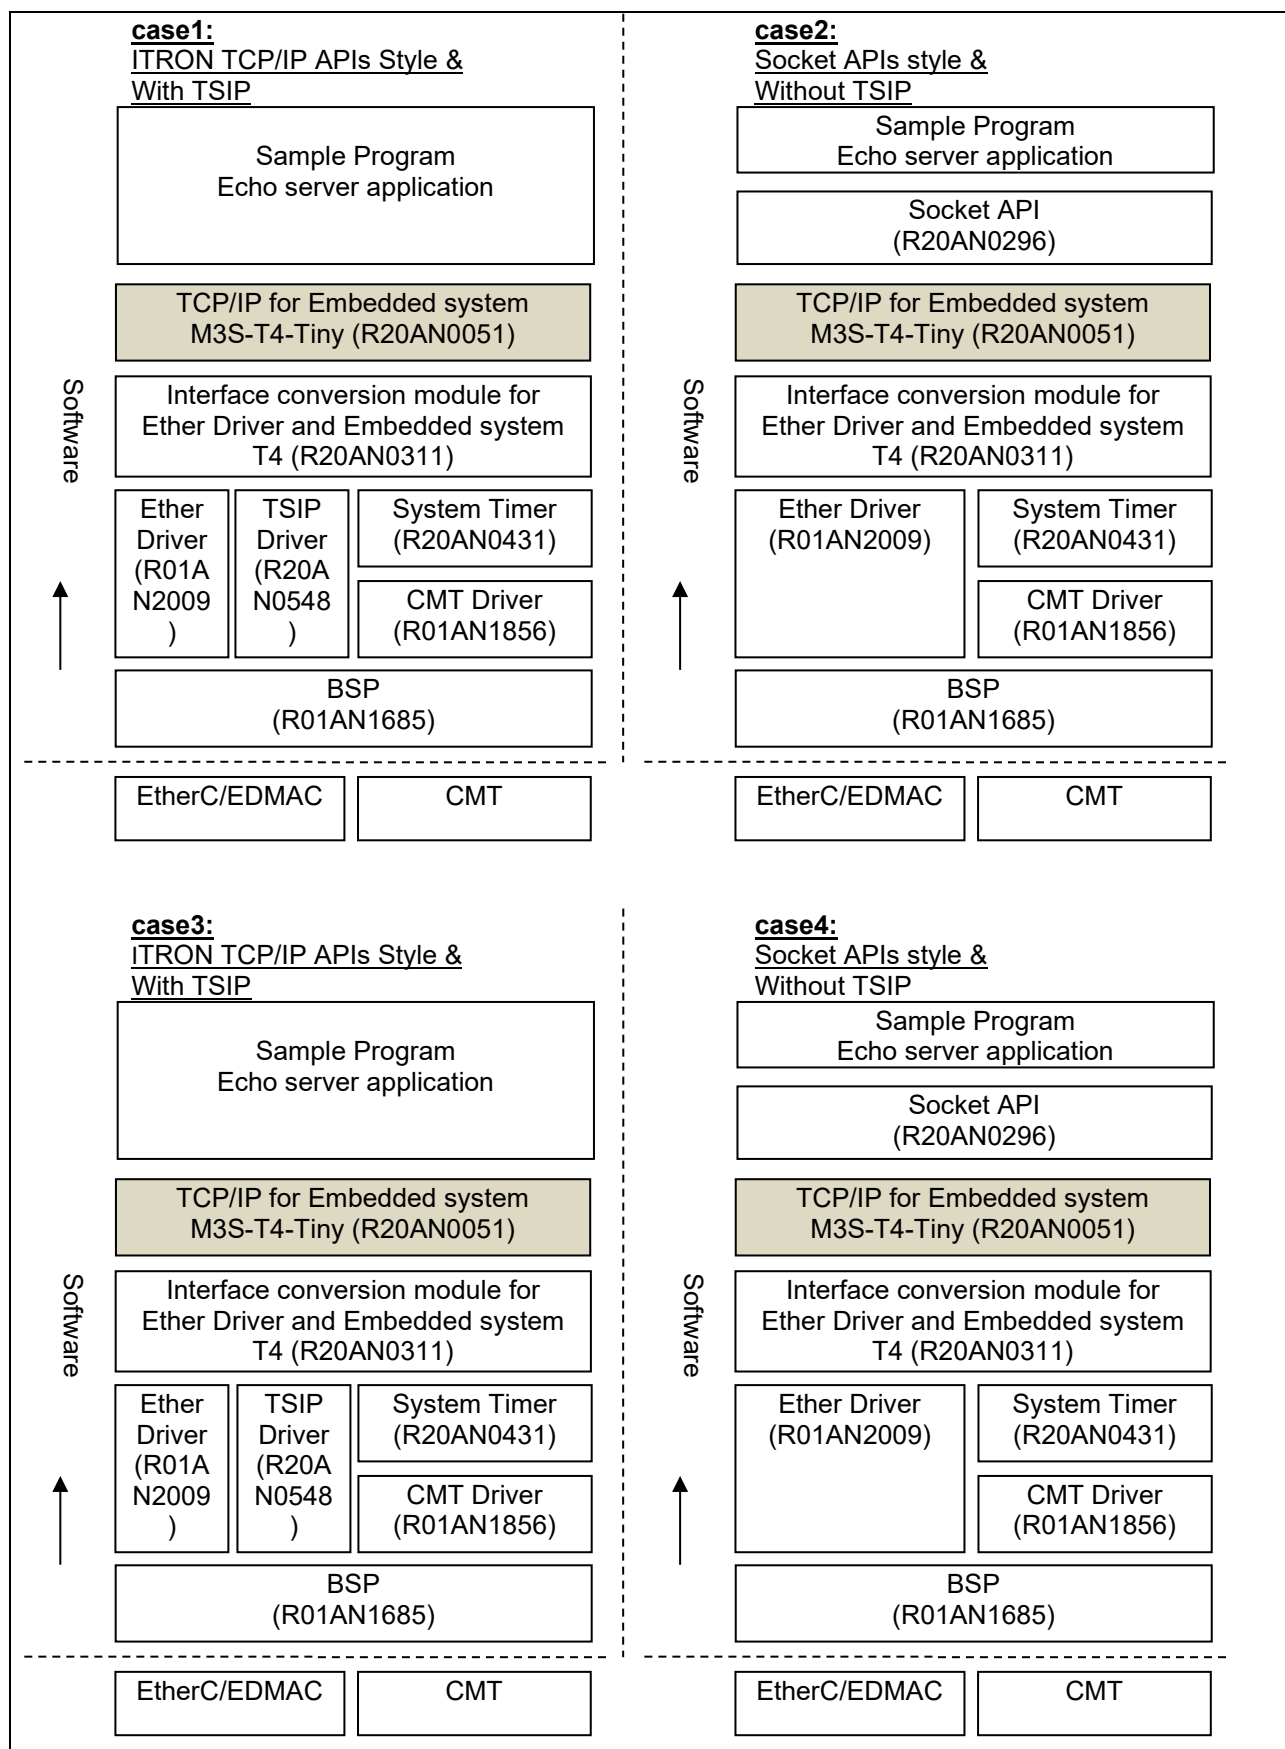 case1:
ITRON TCP/IP APIs Style &
With TSIP
Sample Program
Echo server application
TCP/IP for Embedded system
M3S-T4-Tiny (R20AN0051)
Software
Interface conversion module for
Ether Driver and Embedded system
T4 (R20AN0311)
Ether
Driver
(R01A
N2009
)
TSIP
Driver
(R20A
N0548
)
System Timer
(R20AN0431)
CMT Driver
(R01AN1856)
BSP
(R01AN1685)
EtherC/EDMAC
CMT
case2:
Socket APIs style &
Without TSIP
Sample Program
Echo server application
Socket API
(R20AN0296)
TCP/IP for Embedded system
M3S-T4-Tiny (R20AN0051)
Software
Interface conversion module for
Ether Driver and Embedded system
T4 (R20AN0311)
Ether Driver
(R01AN2009)
System Timer
(R20AN0431)
CMT Driver
(R01AN1856)
BSP
(R01AN1685)
EtherC/EDMAC
CMT
case3:
ITRON TCP/IP APIs Style &
With TSIP
Sample Program
Echo server application
TCP/IP for Embedded system
M3S-T4-Tiny (R20AN0051)
Software
Interface conversion module for
Ether Driver and Embedded system
T4 (R20AN0311)
Ether
Driver
(R01A
N2009
)
TSIP
Driver
(R20A
N0548
)
System Timer
(R20AN0431)
CMT Driver
(R01AN1856)
BSP
(R01AN1685)
EtherC/EDMAC
CMT
case4:
Socket APIs style &
Without TSIP
Sample Program
Echo server application
Socket API
(R20AN0296)
TCP/IP for Embedded system
M3S-T4-Tiny (R20AN0051)
Software
Interface conversion module for
Ether Driver and Embedded system
T4 (R20AN0311)
Ether Driver
(R01AN2009)
System Timer
(R20AN0431)
CMT Driver
(R01AN1856)
BSP
(R01AN1685)
EtherC/EDMAC
CMT